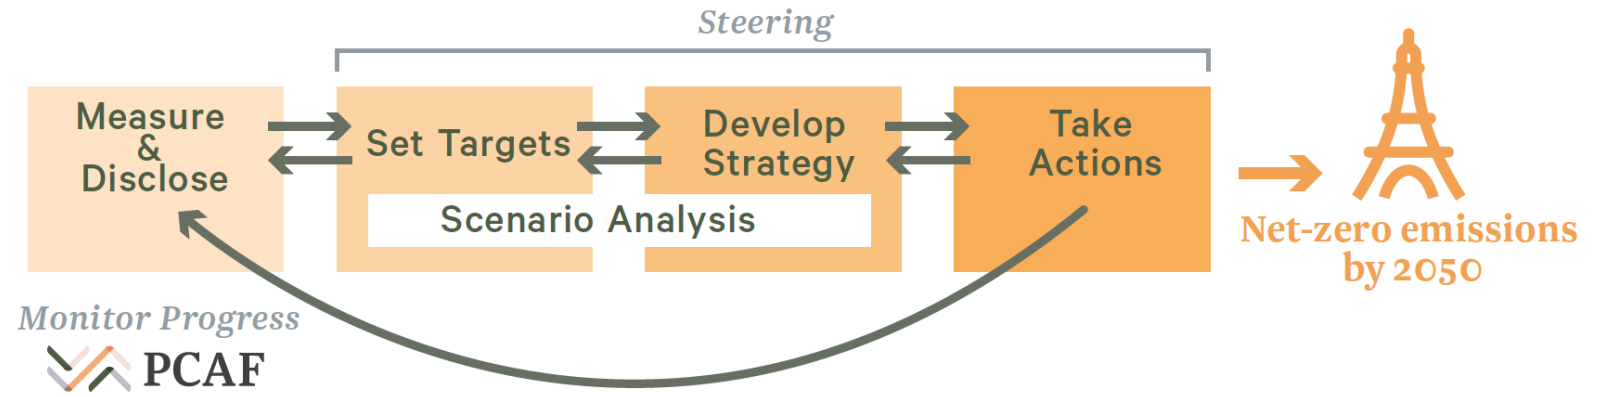 Steering
Measure
&
Disclose
Set Targets
Develop
Strategy
Take
Actions
Scenario Analysis
Net-zero emissions
by 2050
Monitor Progress
PCAF